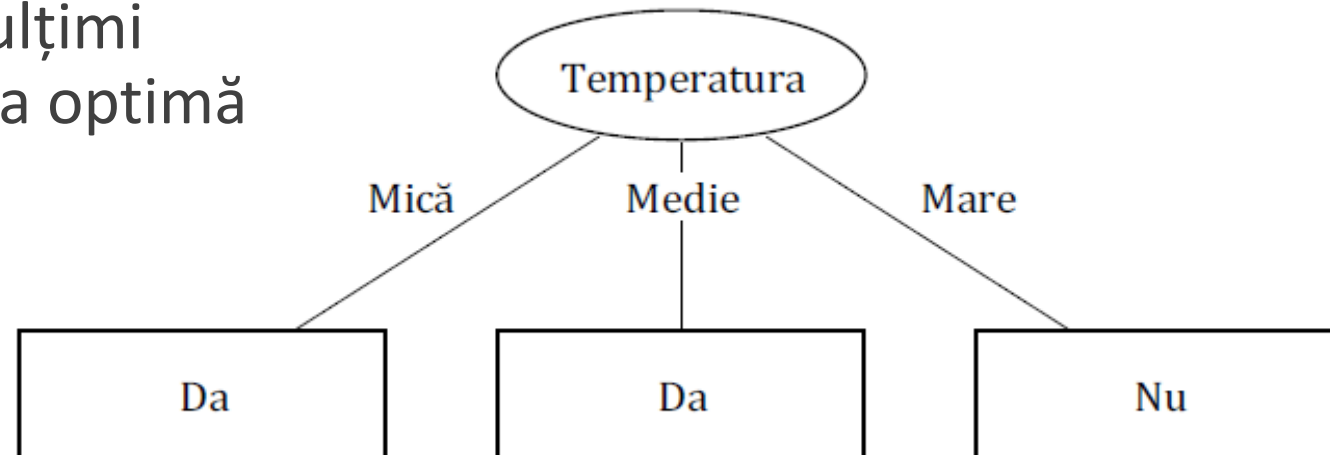 ulțimi
a optimă
Temperatura
Mică Medie Mare
Da Da Nu